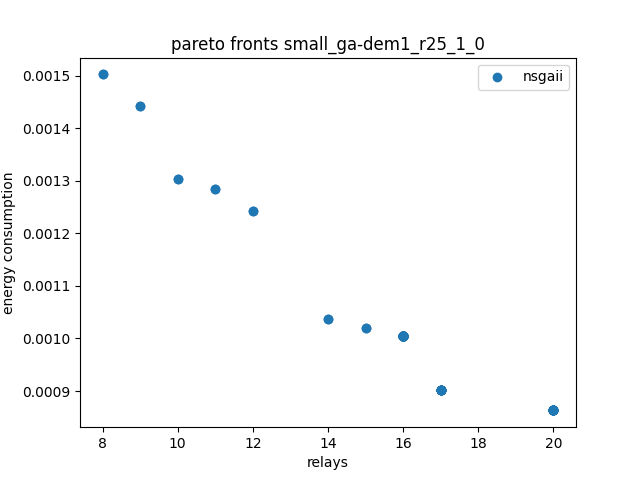 pareto fronts small_ga-dem1_r25_1_0
nsgaii
0.0015
0.0014
0.0013
0.0012
0.0011
0.0010
0.0009
energy consumption
8 10 12 14 16 18 20
relays